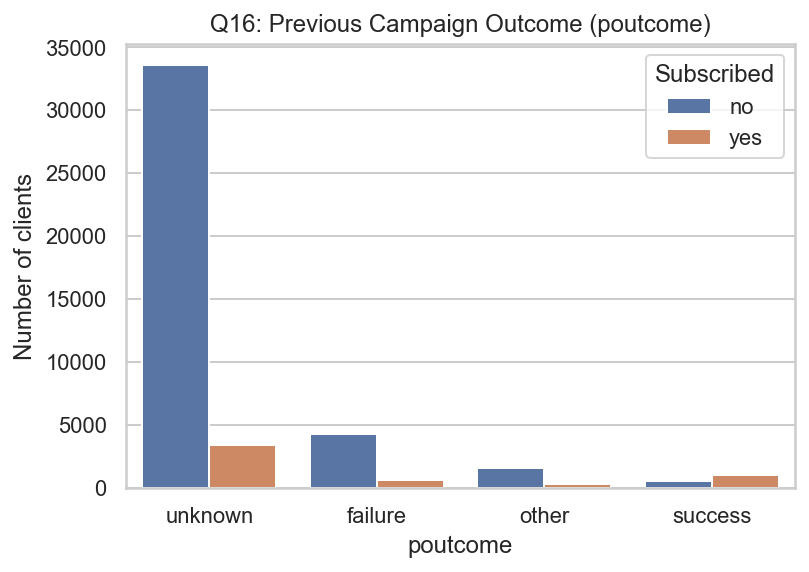 Q16: Previous Campaign Outcome (poutcome)
Subscribed
no
yes
Number of clients
35000
30000
25000
20000
15000
10000
5000
0
unknown failure other success
poutcome